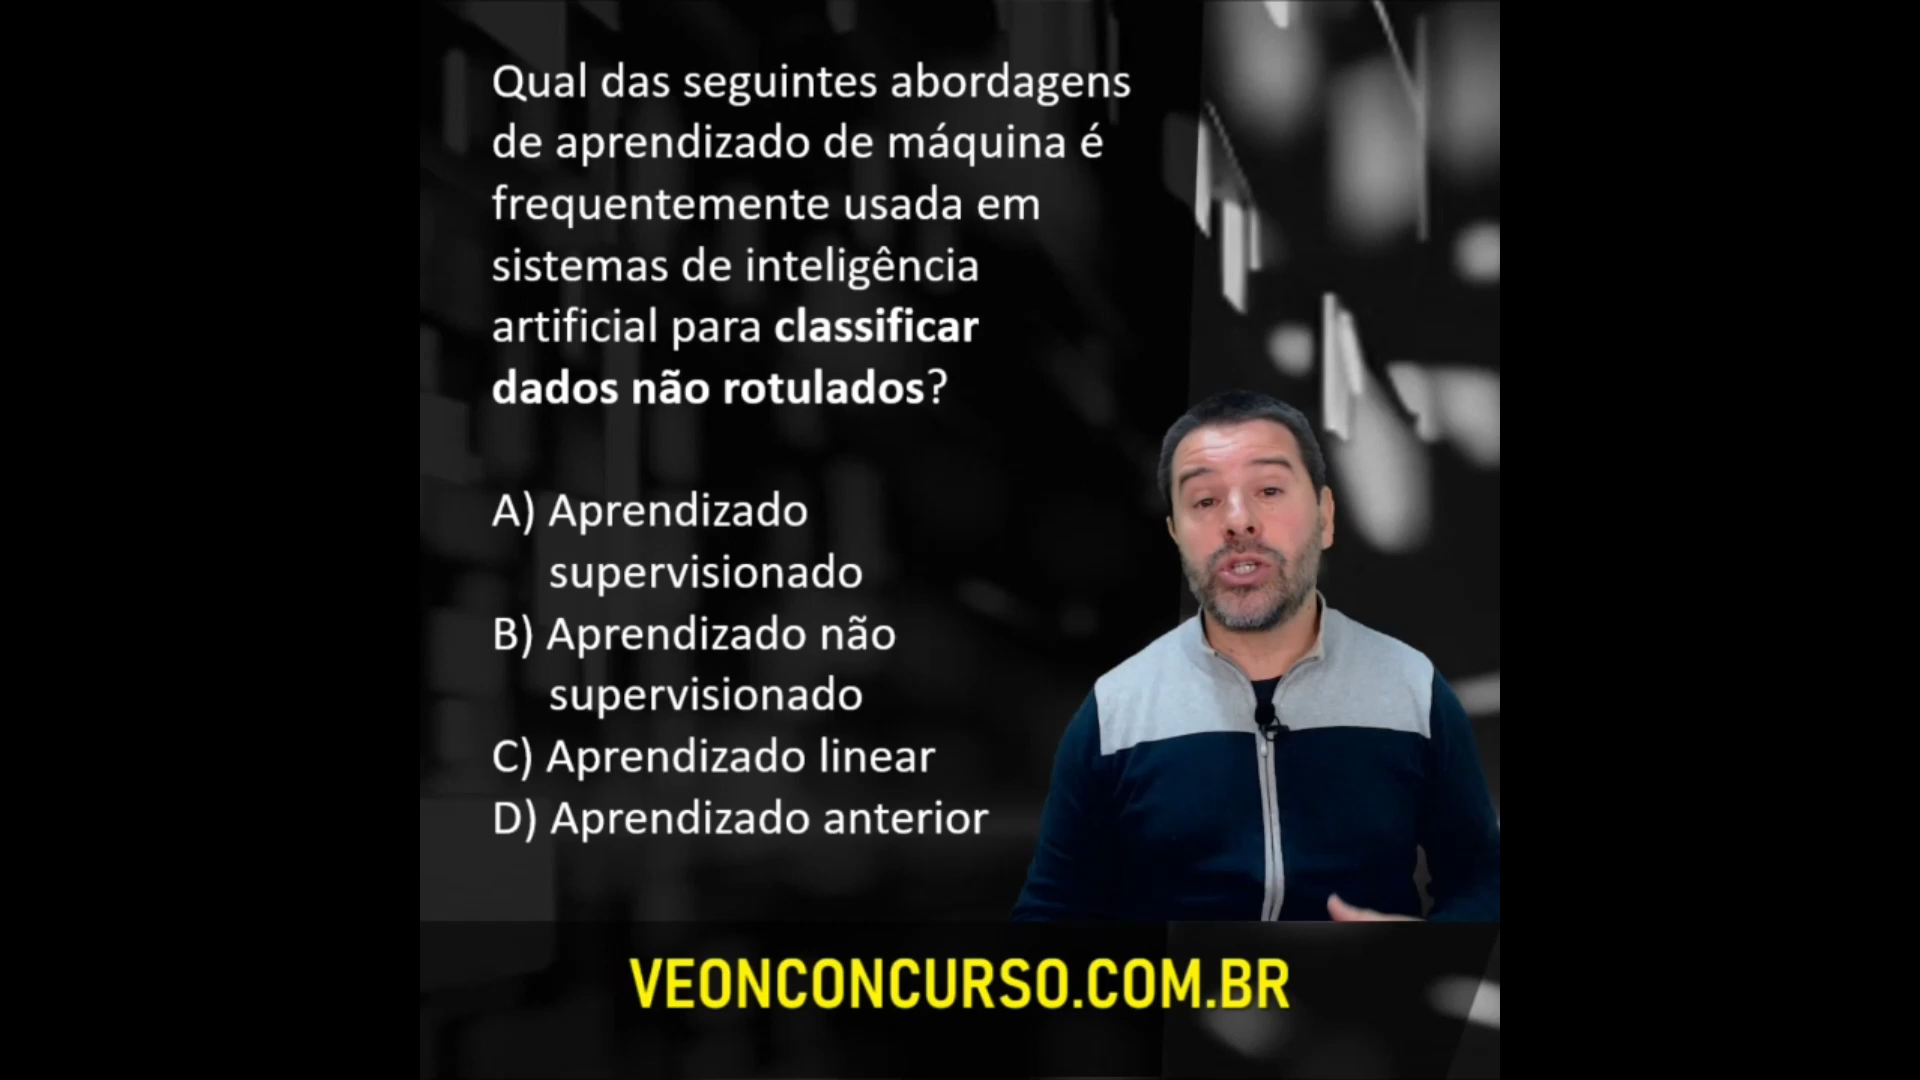 Qual das seguintes abordagens
de aprendizado de máquina é
frequentemente usada em
sistemas de inteligência
artificial para classificar
dados não rotulados?
A) Aprendizado
supervisionado
B) Aprendizado não
supervisionado
C) Aprendizado linear
D) Aprendizado anterior
VEONCONCURSO.COM.BR